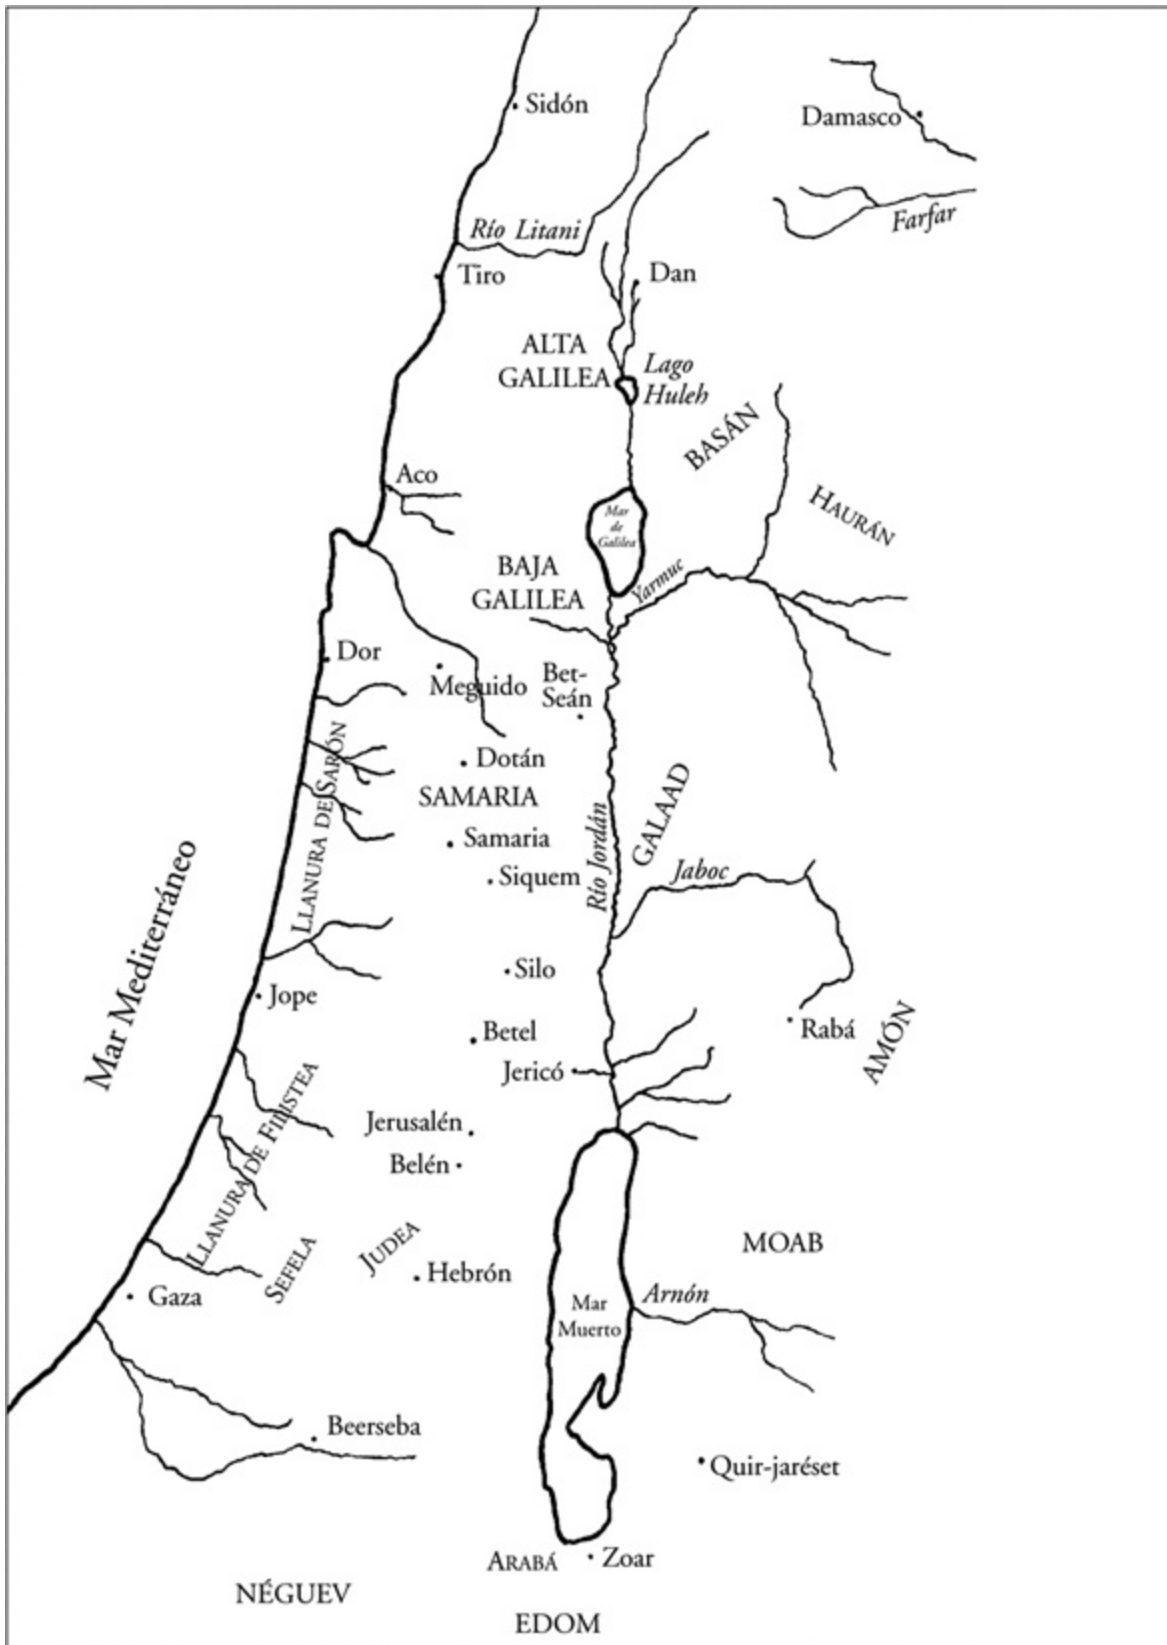 Sidón
Damasco
Río Litani
Farfar
Tiro
Dan
ALTA
GALILEA
Lago
Huleh
BASÁN
Aco
HAURÁN
Mar
de
Galilea
BAJA
GALILEA
Yarmuc
Dor
Meguido
Bet-
Seán
Dotán
LLANURA DE SARÓN
SAMARIA
GALAAD
Samaria
Río Jordán
Jaboc
Siquem
Mar Mediterráneo
Silo
Jope
Betel
Rabá
AMÓN
Jericó
LLANURA DE FILISTEA
Jerusalén
Belén
JUDEA
SEFELA
MOAB
Hebrón
Gaza
Arnón
Mar
Muerto
Beerseba
Quir-jaréset
ARABÁ
Zoar
NÉGUEV
EDOM